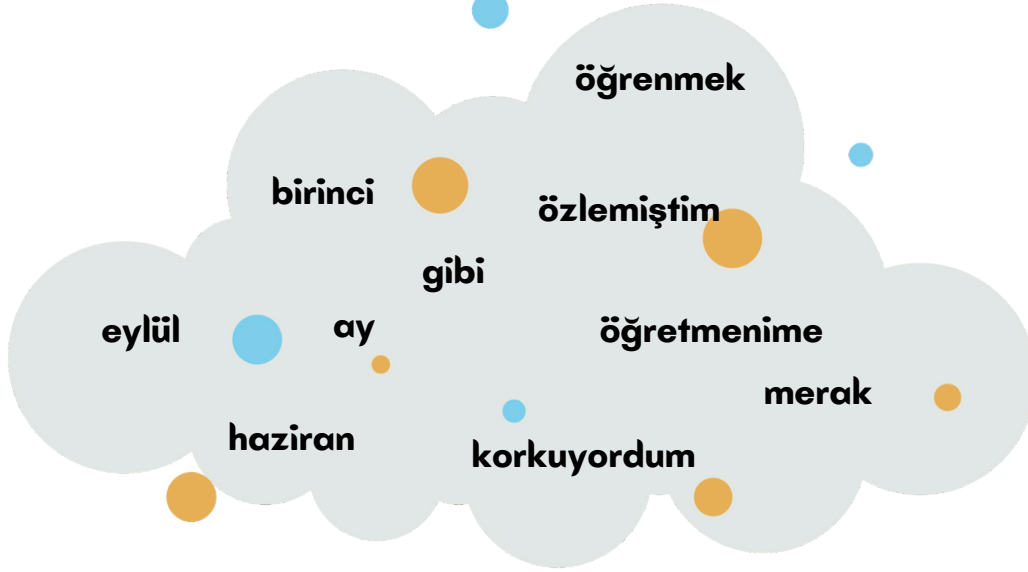 öğrenmek
birinci
özlemiştim
gibi
eylül
ay
öğretmenime
merak
haziran
korkuyordum